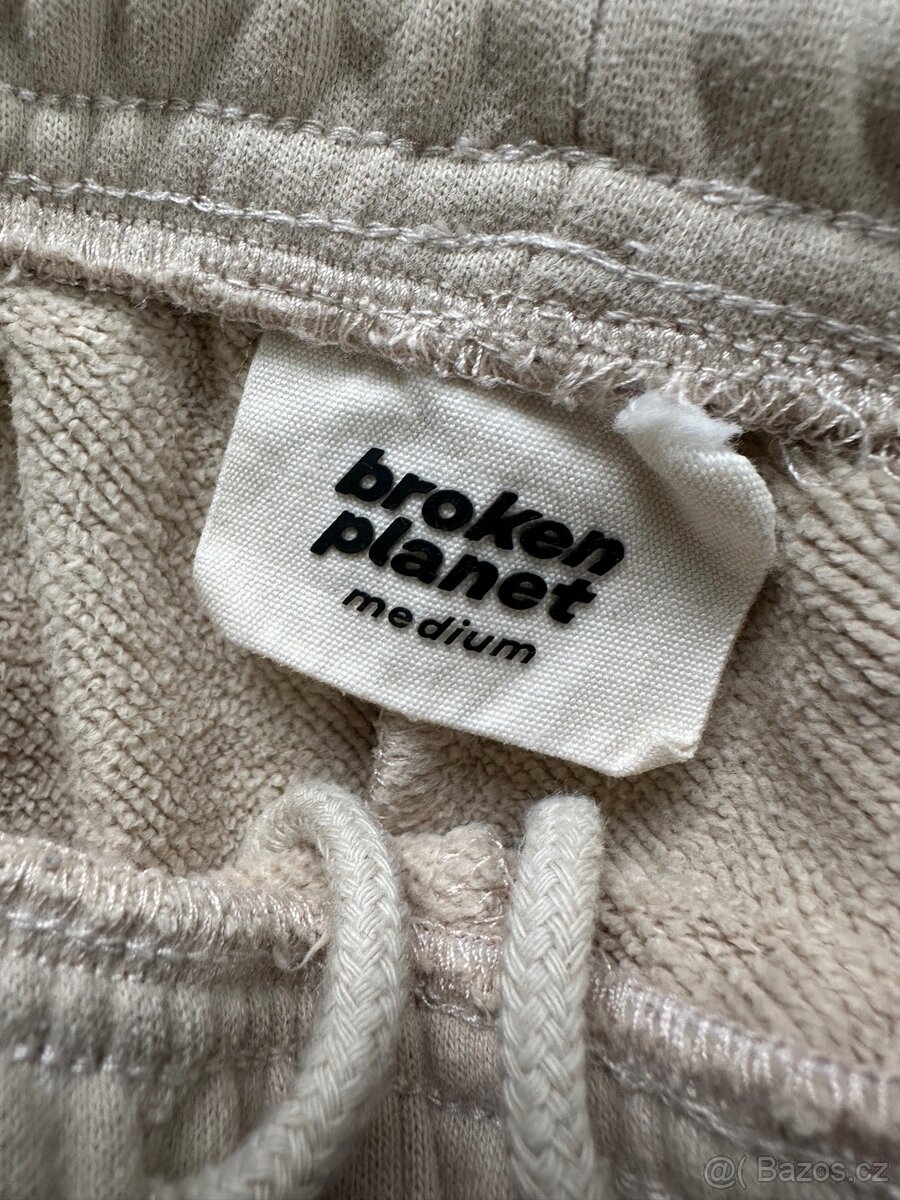 broken
planet
medium
@( Bazos.cz